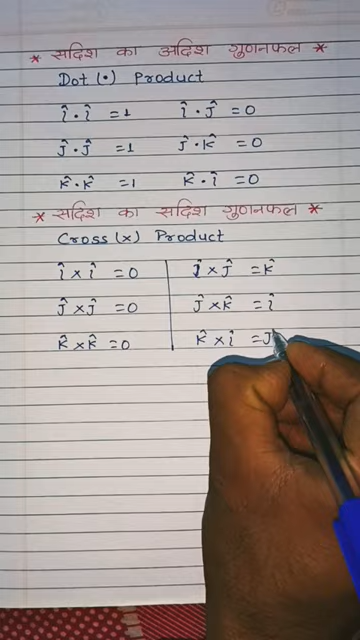 * सदिश का अदिश गुणनफल *
Dot (•) Product
î · î = 1 î · ĵ = 0
ĵ · ĵ = 1 ĵ · k̂ = 0
k̂ · k̂ = 1 k̂ · î = 0
* सदिश का सदिश गुणनफल *
Cross (×) Product
î × î = 0 î × ĵ = k̂
ĵ × ĵ = 0 ĵ × k̂ = î
k̂ × k̂ = 0 k̂ × î = J